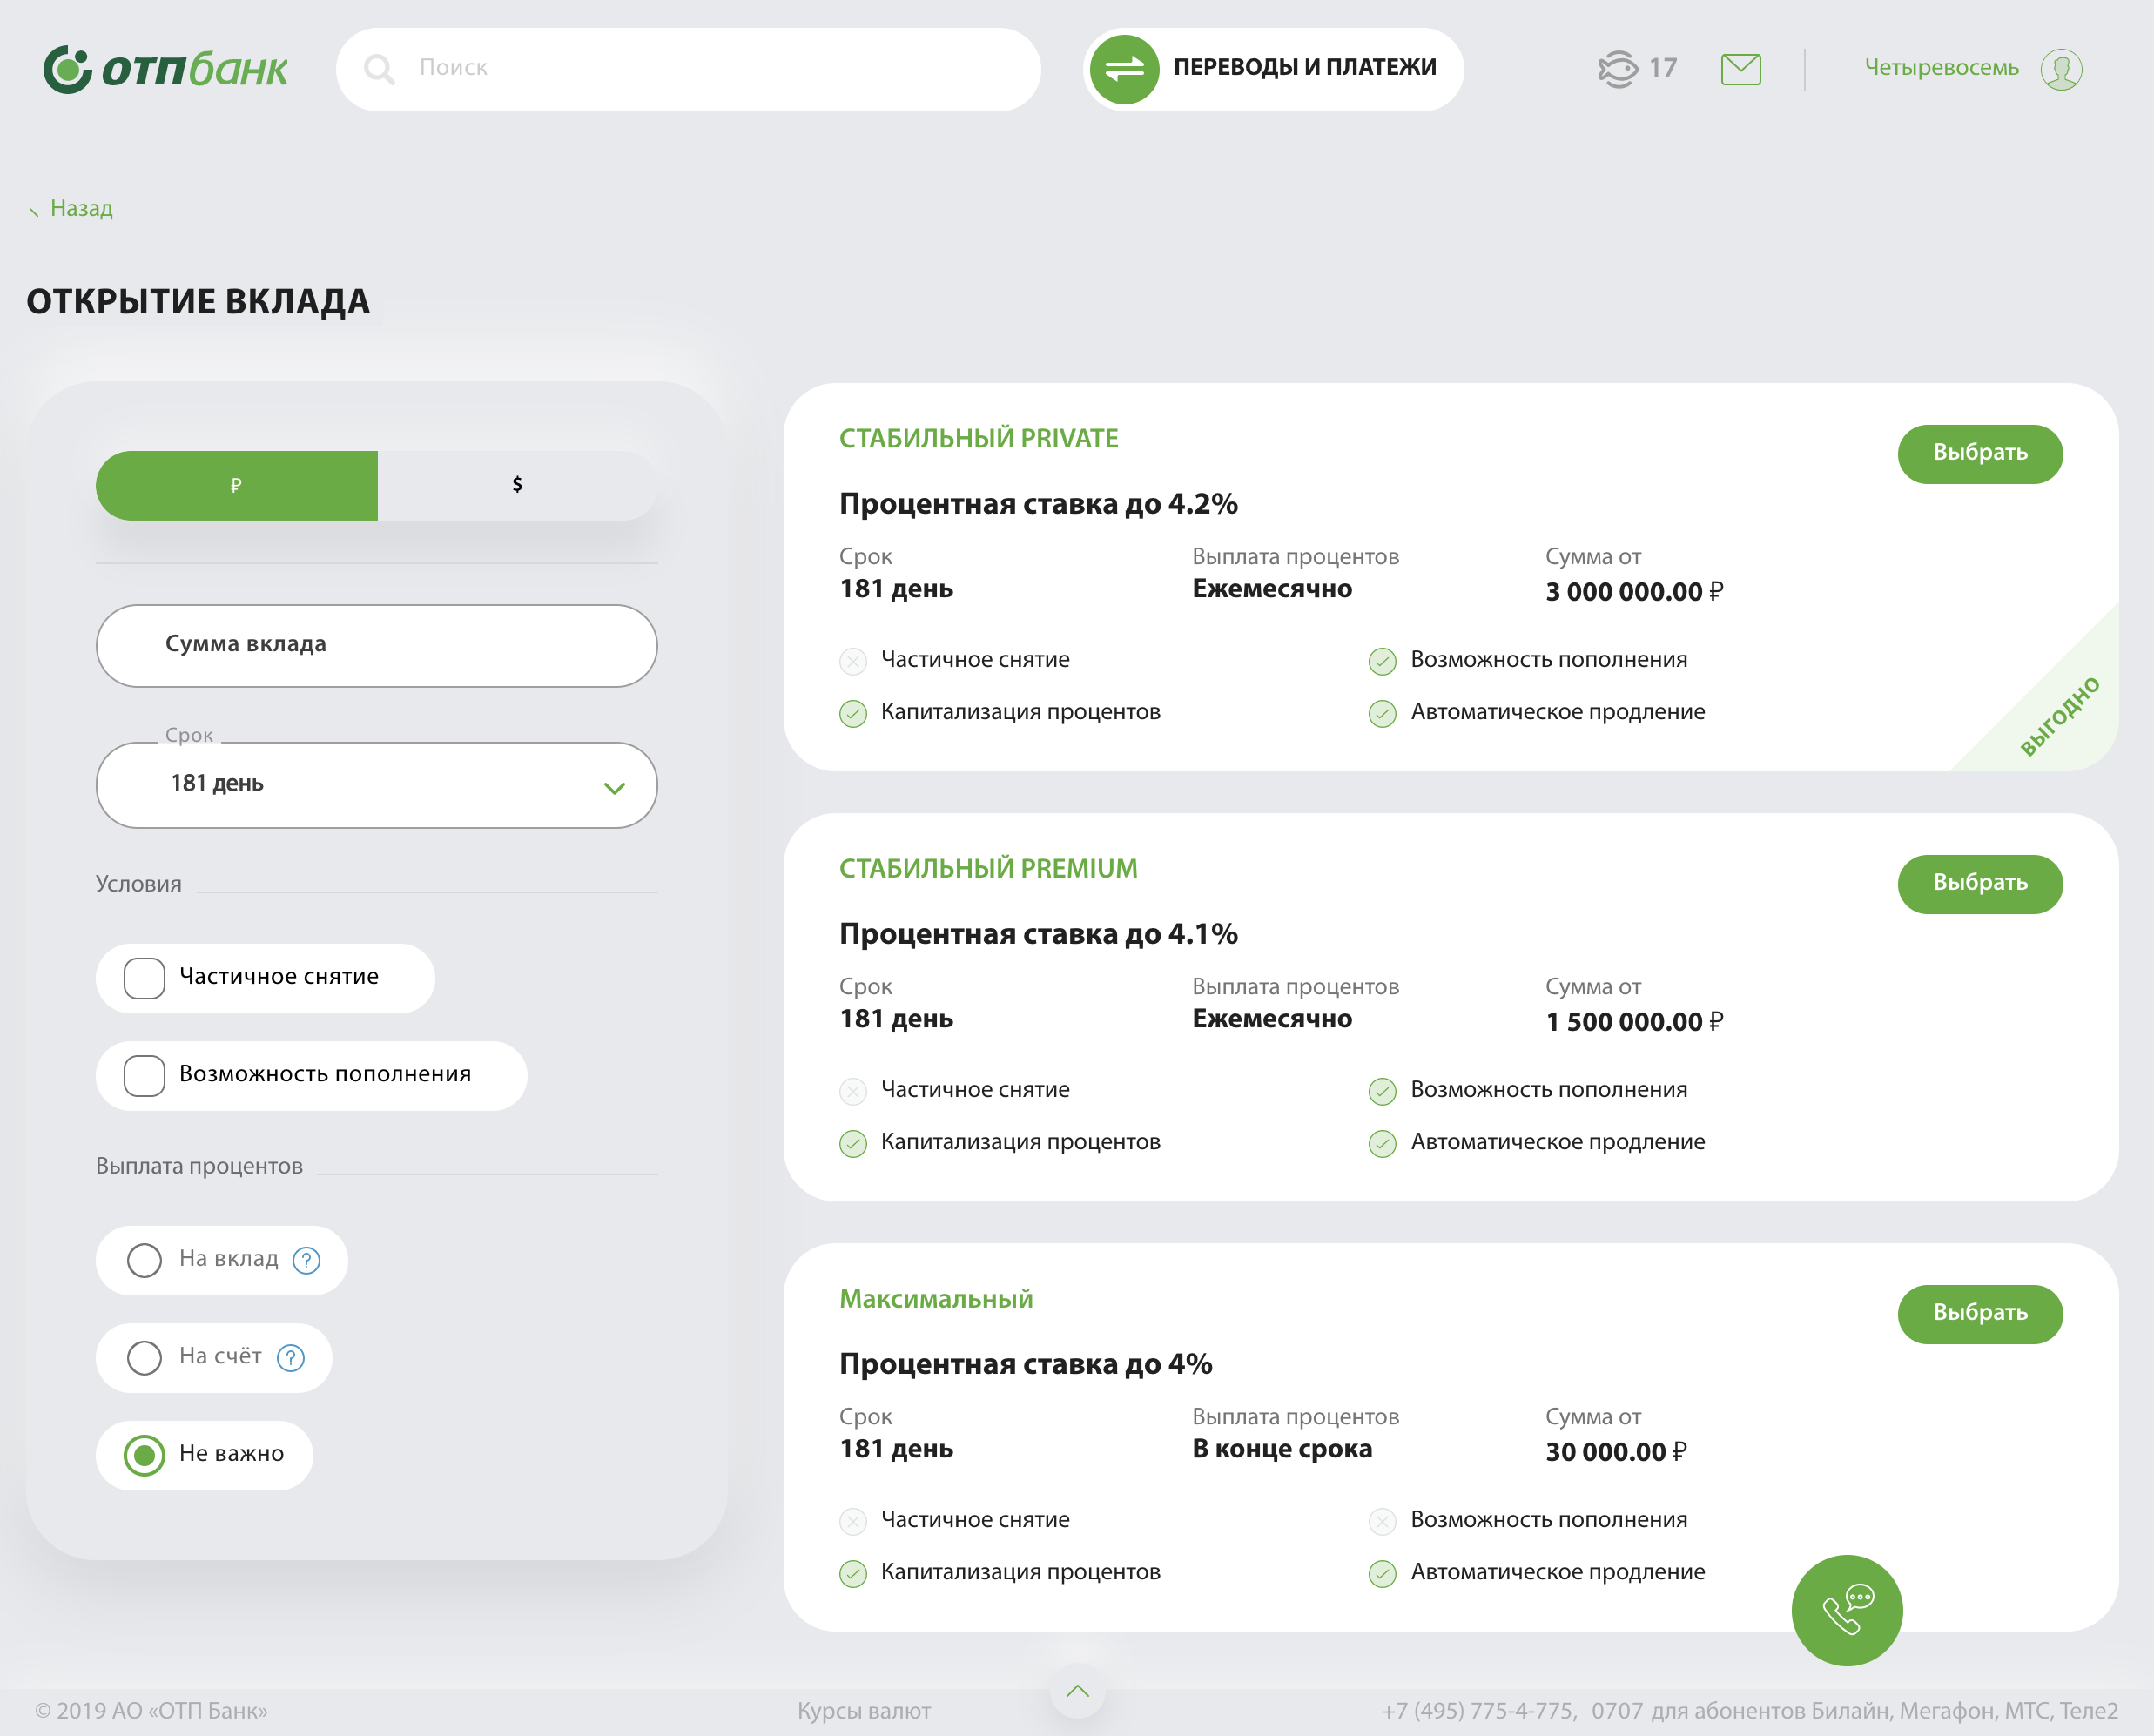 отпбанк
Поиск
ПЕРЕВОДЫ И ПЛАТЕЖИ
17
Четыревосемь
Назад
ОТКРЫТИЕ ВКЛАДА
₽ $
Сумма вклада
Срок
181 день
Условия
Частичное снятие
Возможность пополнения
Выплата процентов
На вклад ?
На счёт ?
Не важно
СТАБИЛЬНЫЙ PRIVATE
Выбрать
Процентная ставка до 4.2%
Срок Выплата процентов Сумма от
181 день Ежемесячно 3 000 000.00 ₽
Частичное снятие Возможность пополнения
Капитализация процентов Автоматическое продление
ВЫГОДНО
СТАБИЛЬНЫЙ PREMIUM
Выбрать
Процентная ставка до 4.1%
Срок Выплата процентов Сумма от
181 день Ежемесячно 1 500 000.00 ₽
Частичное снятие Возможность пополнения
Капитализация процентов Автоматическое продление
Максимальный
Выбрать
Процентная ставка до 4%
Срок Выплата процентов Сумма от
181 день В конце срока 30 000.00 ₽
Частичное снятие Возможность пополнения
Капитализация процентов Автоматическое продление
© 2019 АО «ОТП Банк» Курсы валют +7 (495) 775-4-775, 0707 для абонентов Билайн, Мегафон, МТС, Теле2